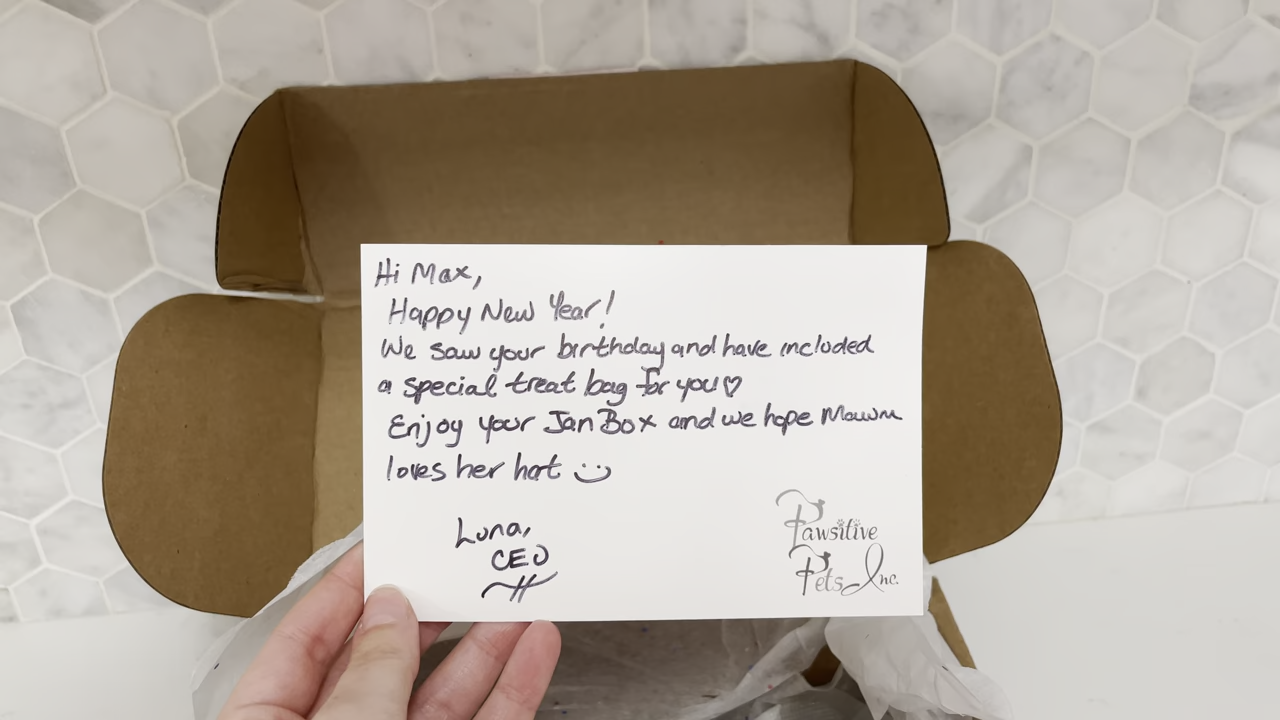 Hi Max,
Happy New Year!
We saw your birthday and have included
a special treat bag for you♡
Enjoy your Jan Box and we hope
loves her hat :)
Luna,
CEO
Pawsitive
Pets Inc.